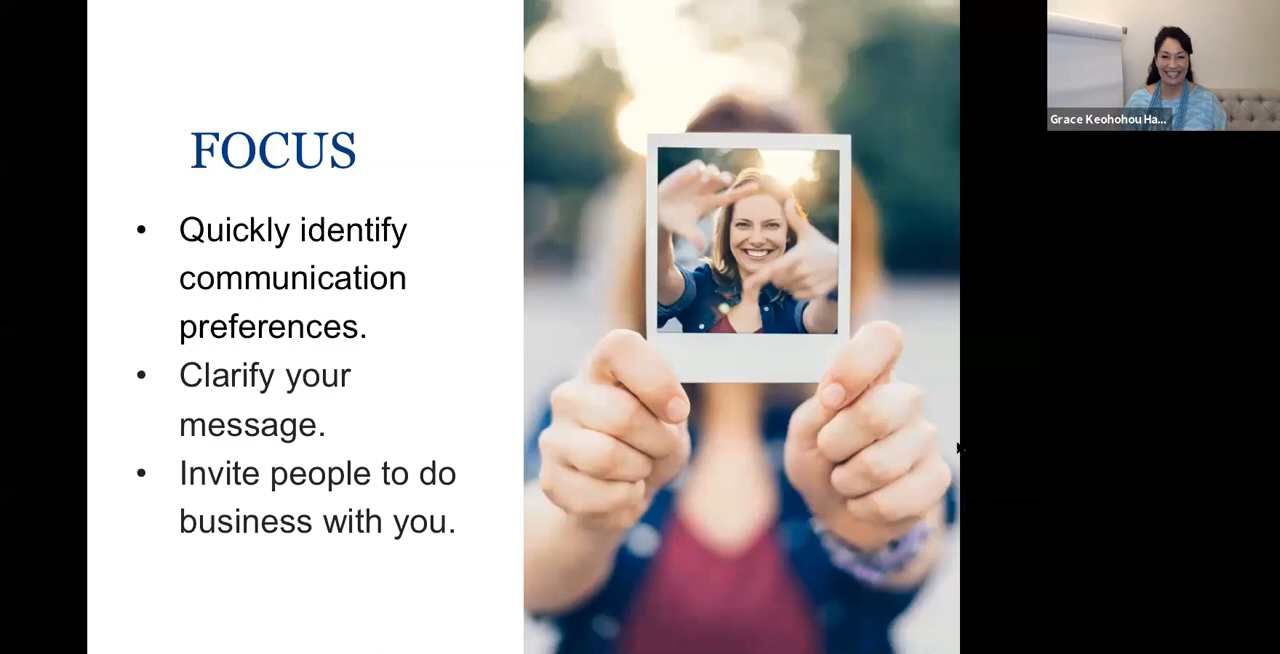 FOCUS
• Quickly identify
communication
preferences.
• Clarify your
message.
• Invite people to do
business with you.
Grace Keohohou Ha...